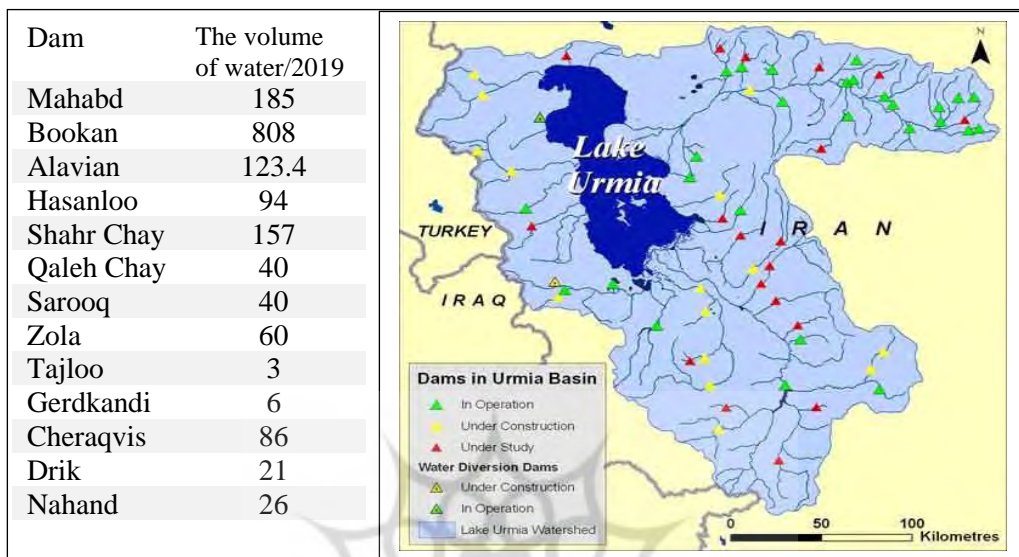 Dam The volume
of water/2019
Mahabd 185
Bookan 808
Alavian 123.4
Hasanloo 94
Shahr Chay 157
Qaleh Chay 40
Sarooq 40
Zola 60
Tajloo 3
Gerdkandi 6
Cheraqvis 86
Drik 21
Nahand 26
N
Lake
Urmia
TURKEY
IRAN
IRAQ
Dams in Urmia Basin
In Operation
Under Construction
Under Study
Water Diversion Dams
Under Construction
In Operation
Lake Urmia Watershed
0 50 100
Kilometres